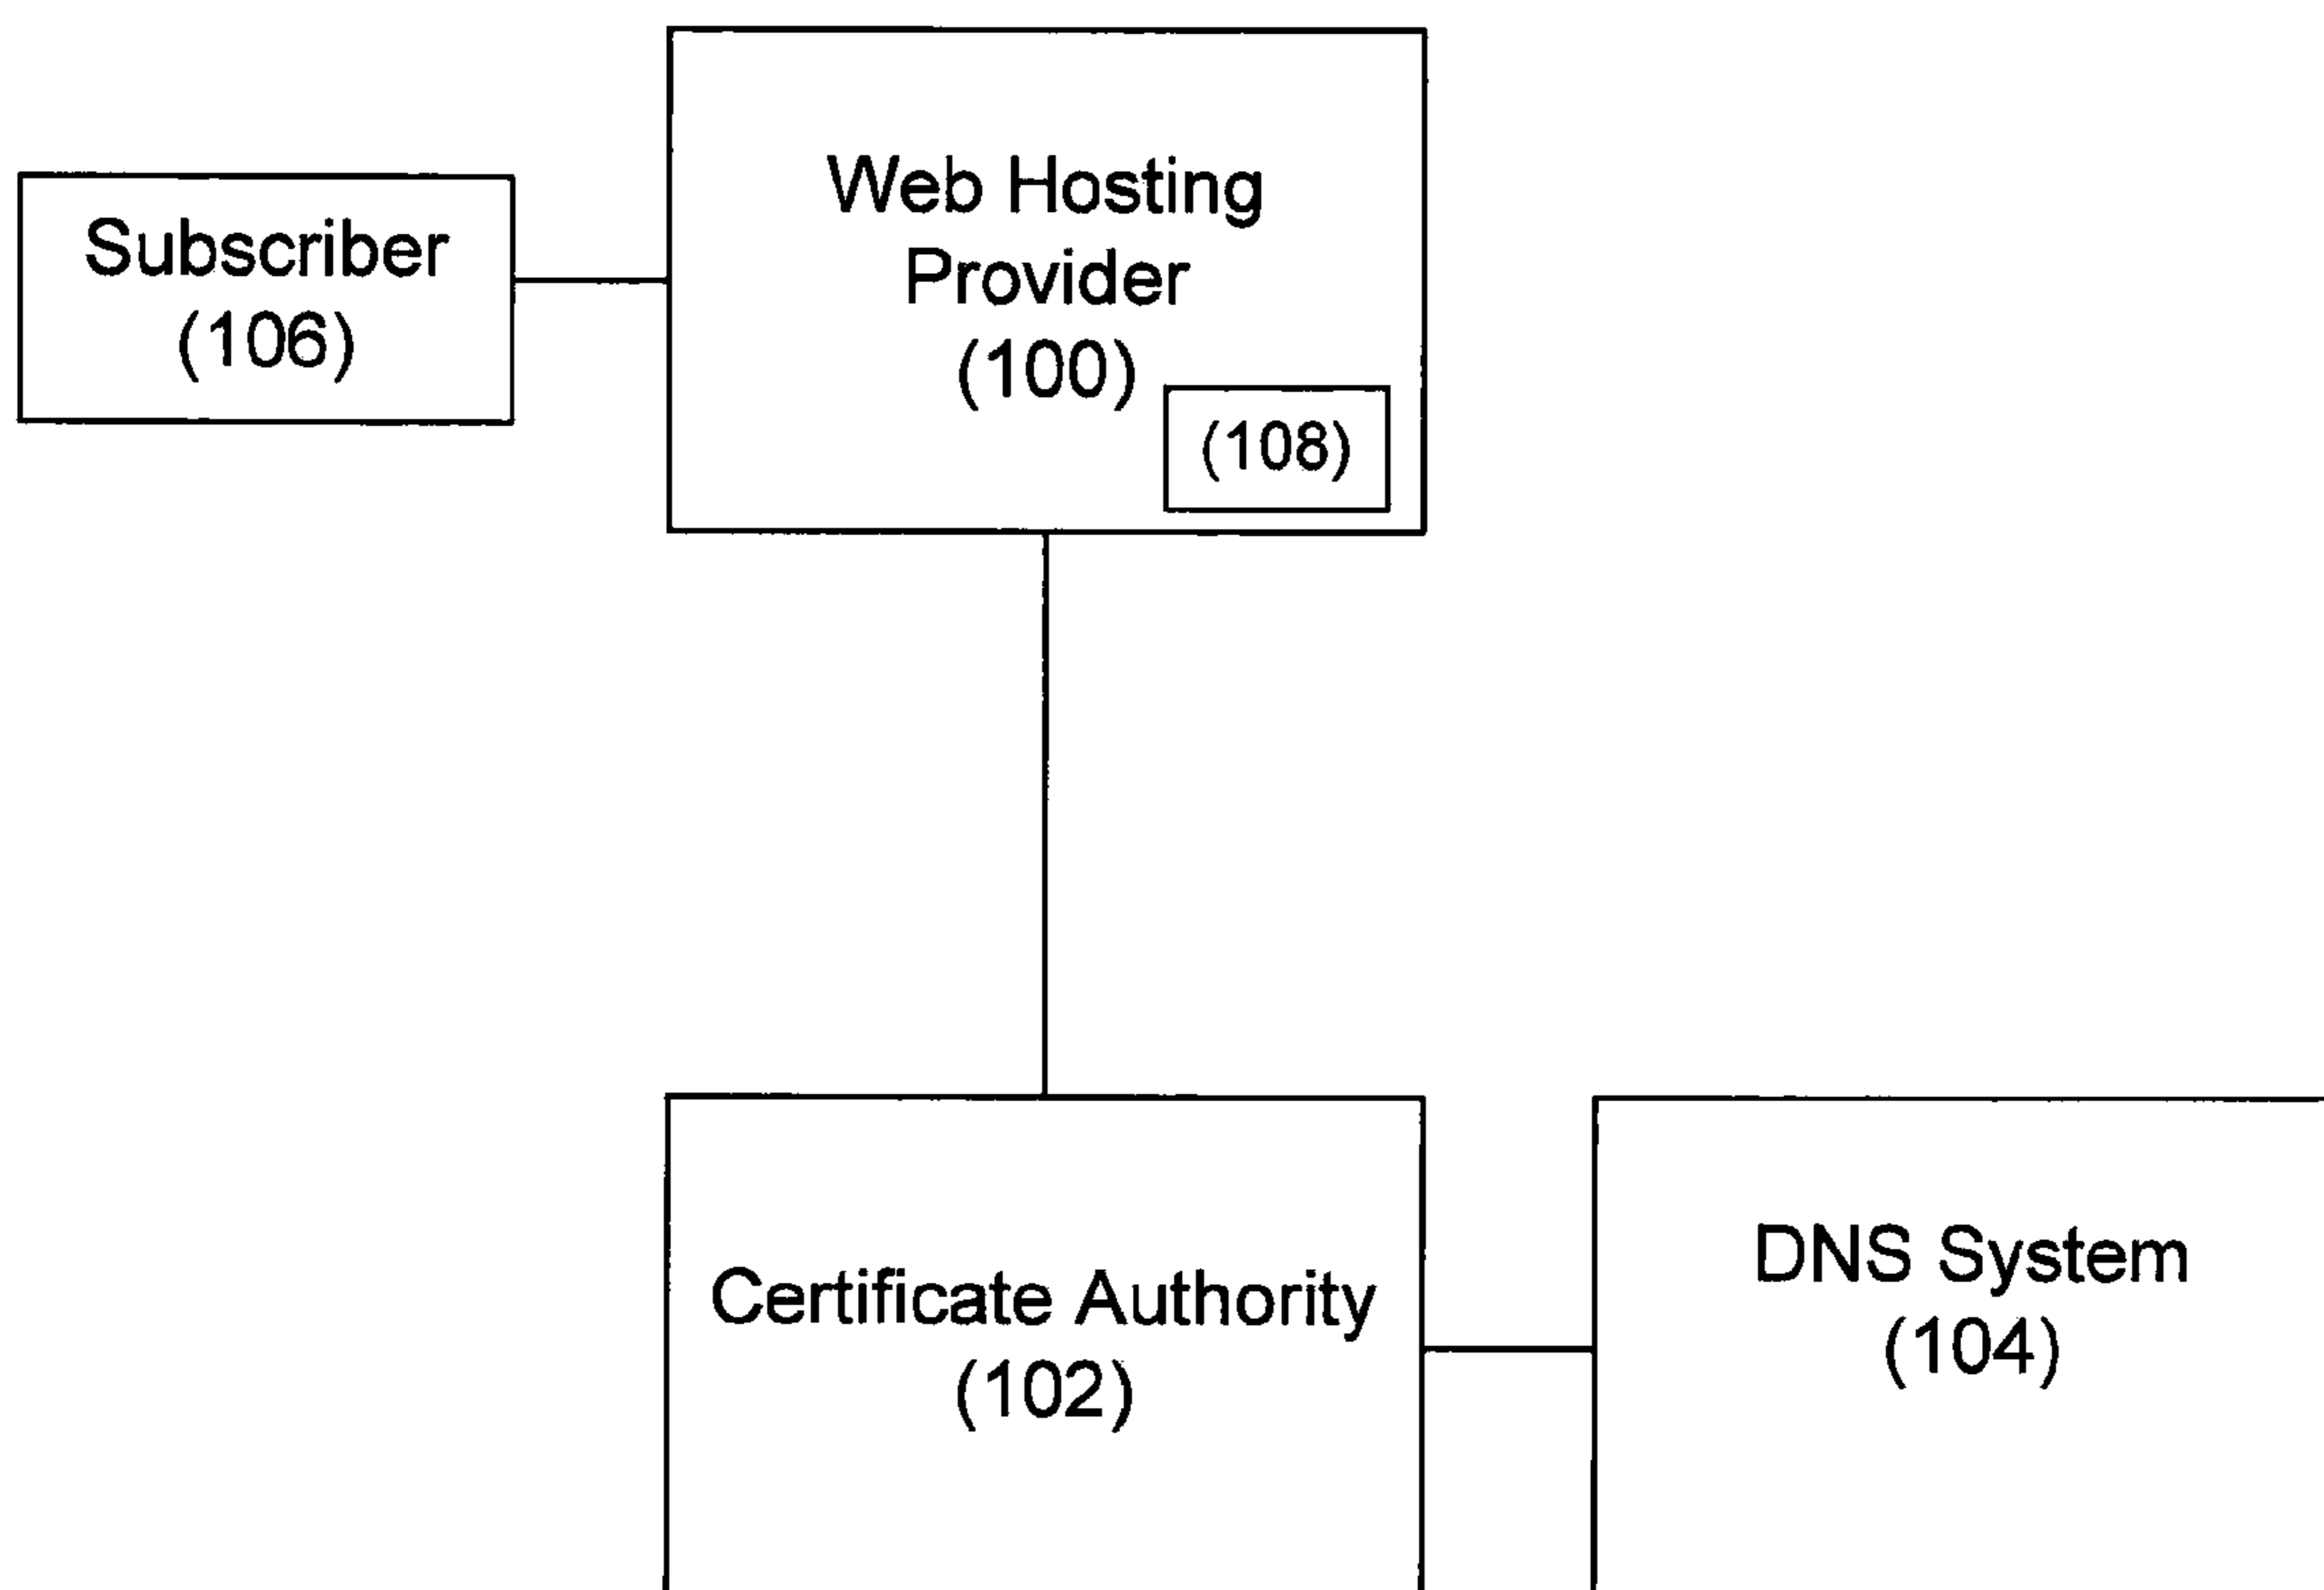 Subscriber
(106)
Web Hosting
Provider
(100)
(108)
Certificate Authority
(102)
DNS System
(104)